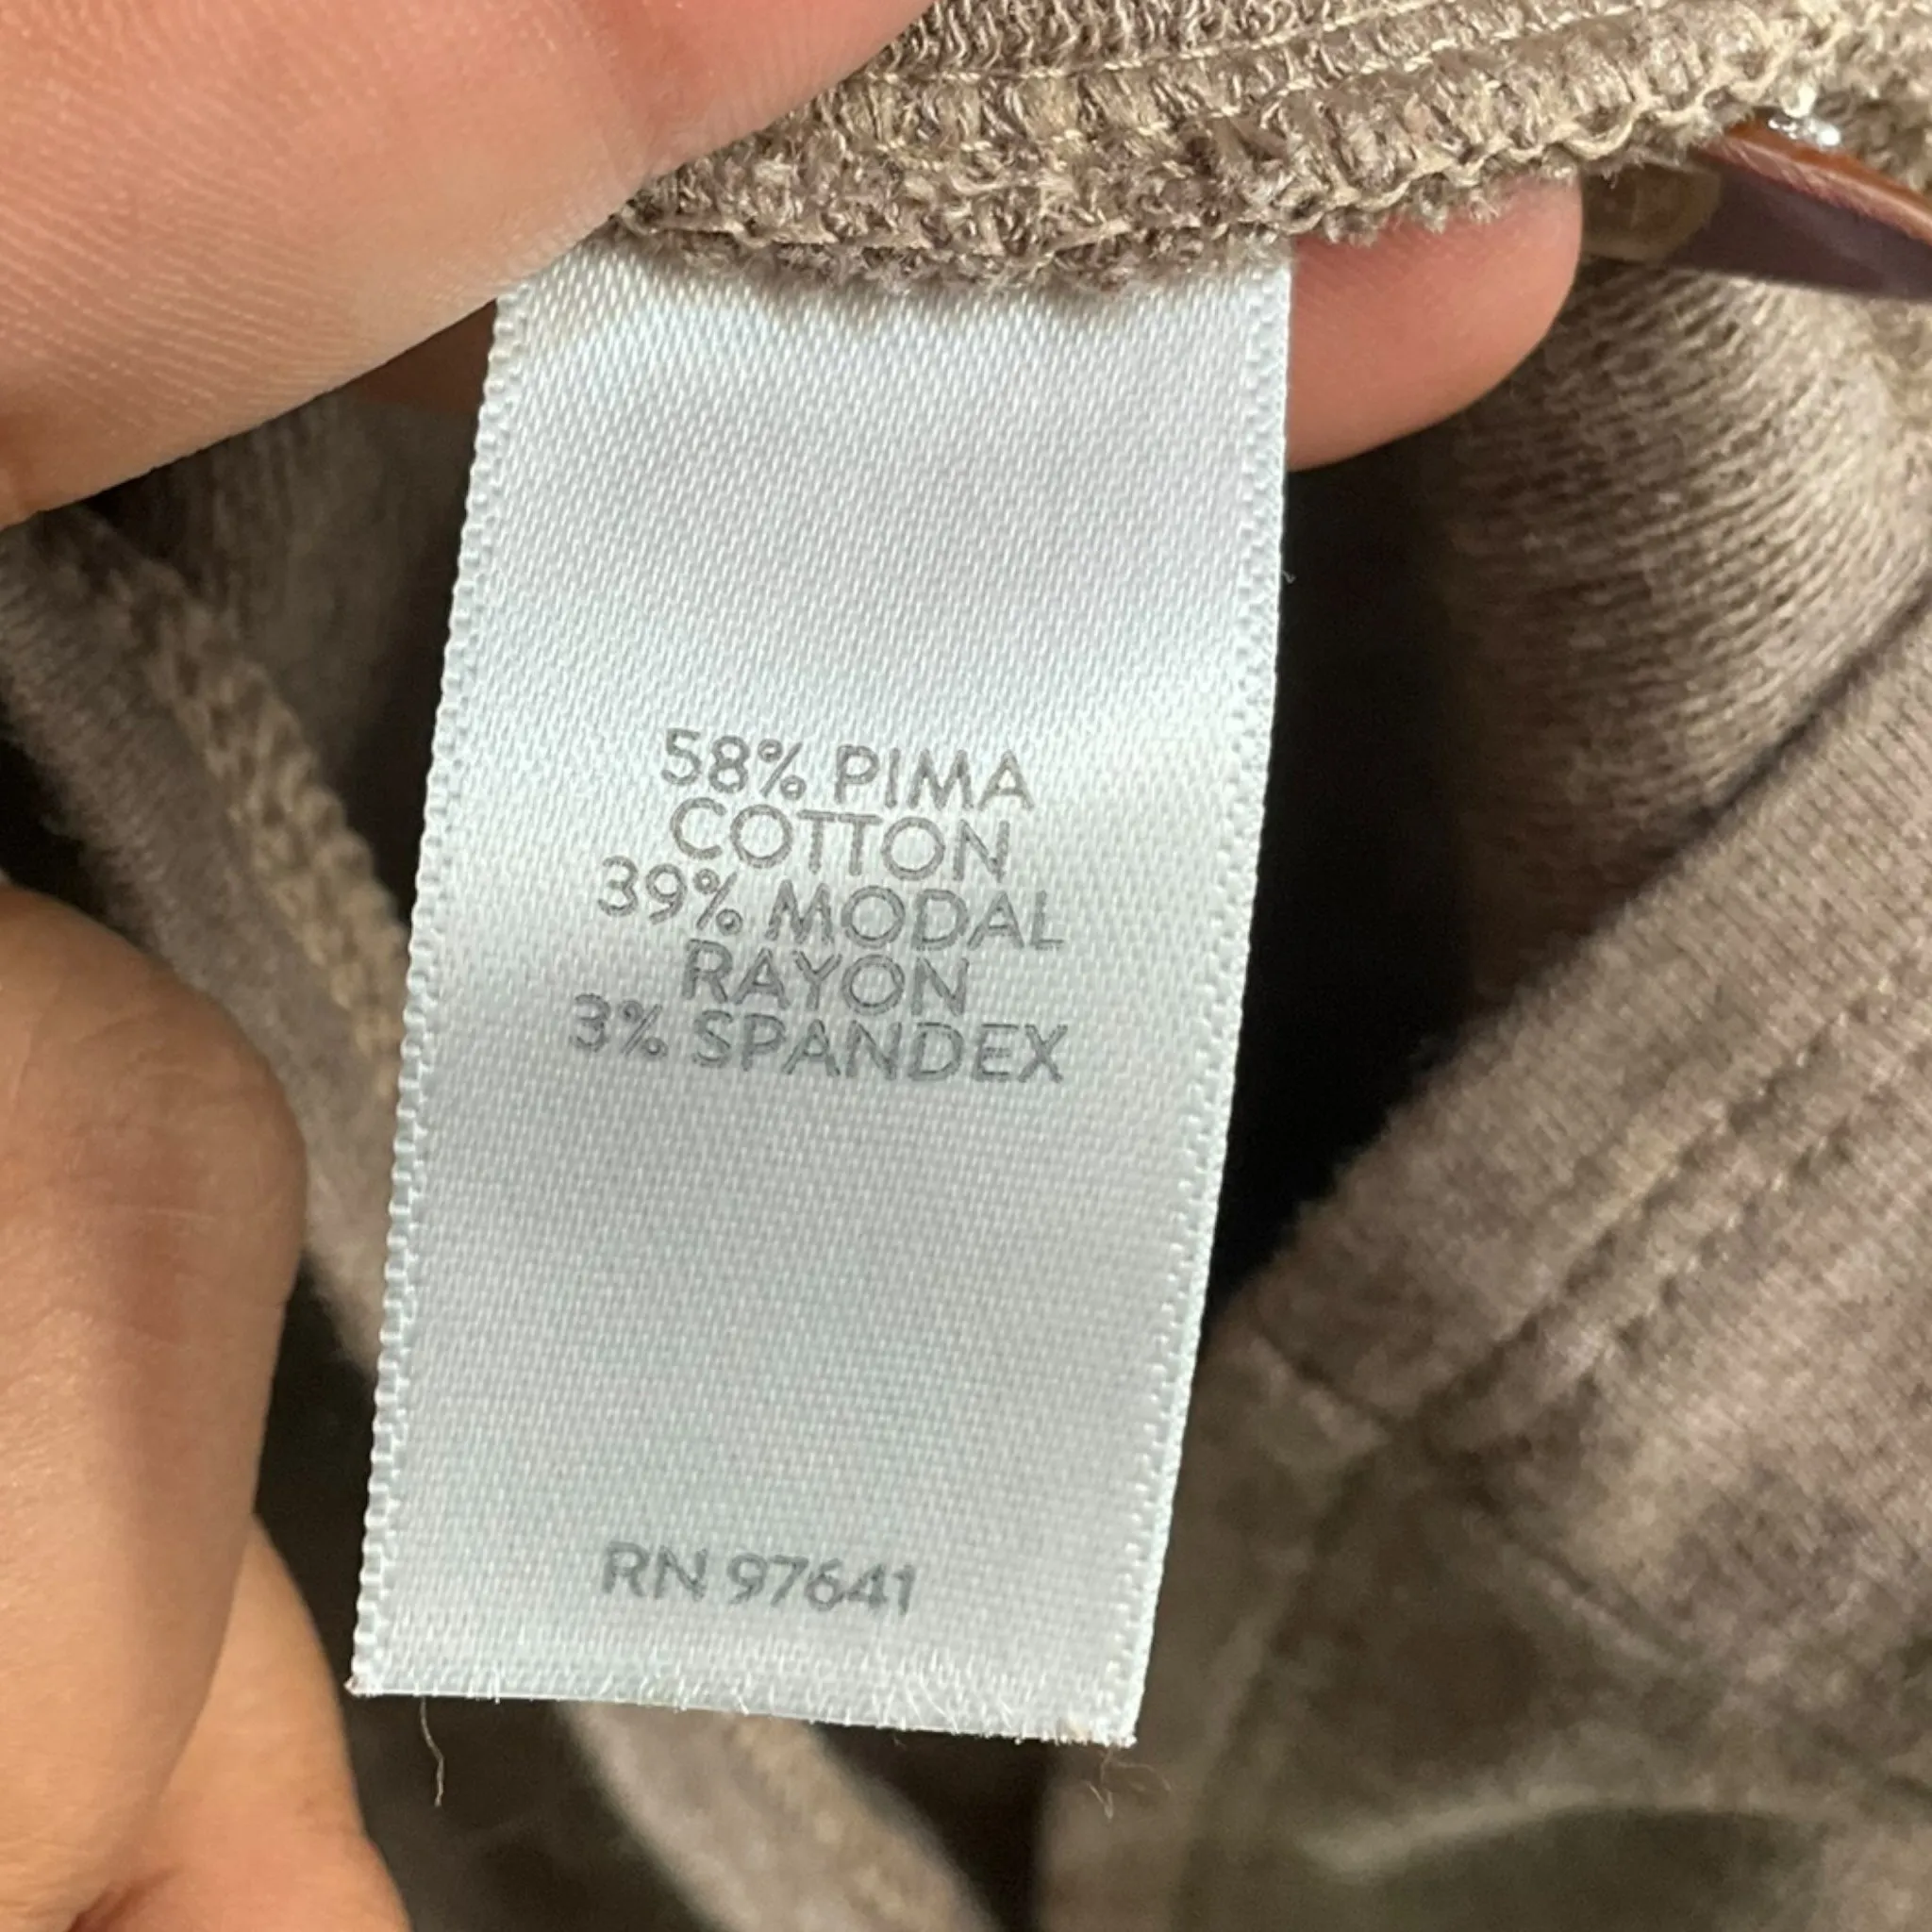 58% PIMA
COTTON
39% MODAL
RAYON
3% SPANDEX
RN 97641